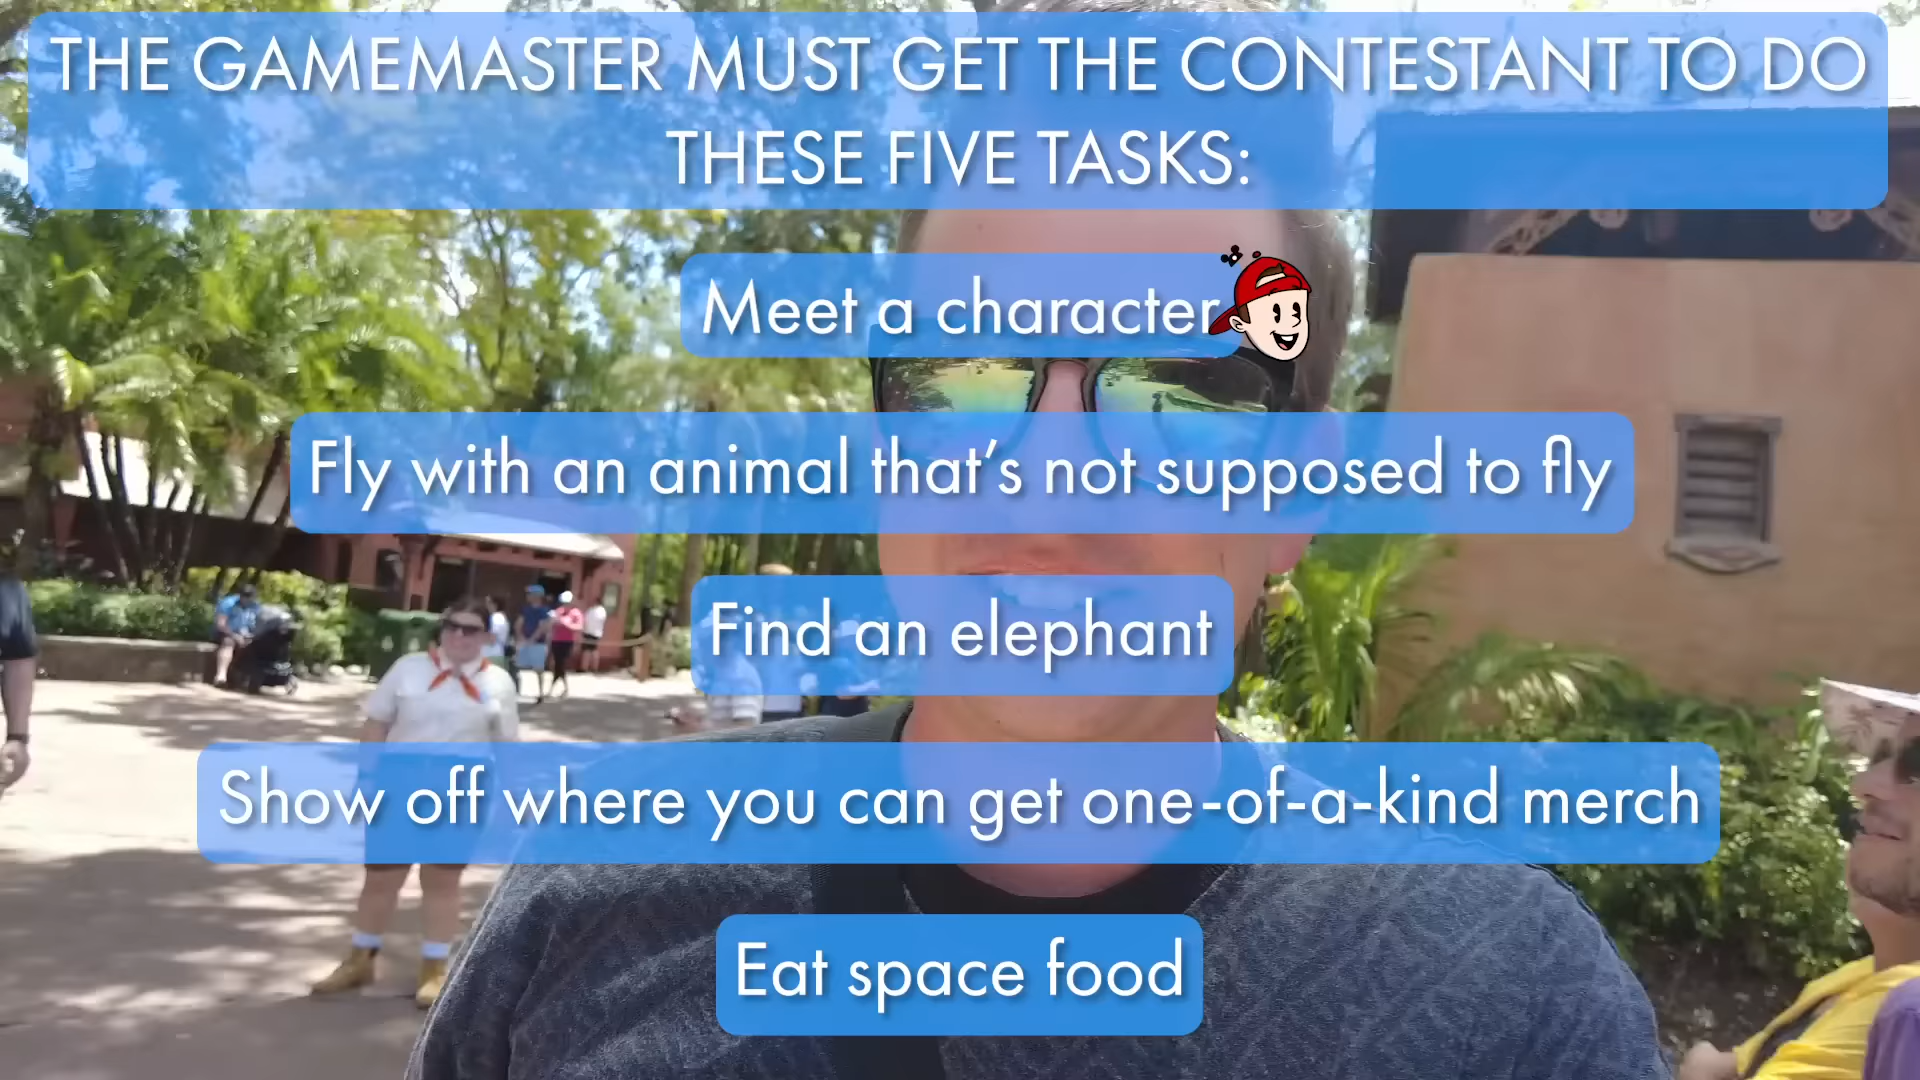 THE GAMEMASTER MUST GET THE CONTESTANT TO DO
THESE FIVE TASKS:
Meet a character
Fly with an animal that's not supposed to fly
Find an elephant
Show off where you can get one-of-a-kind merch
Eat space food